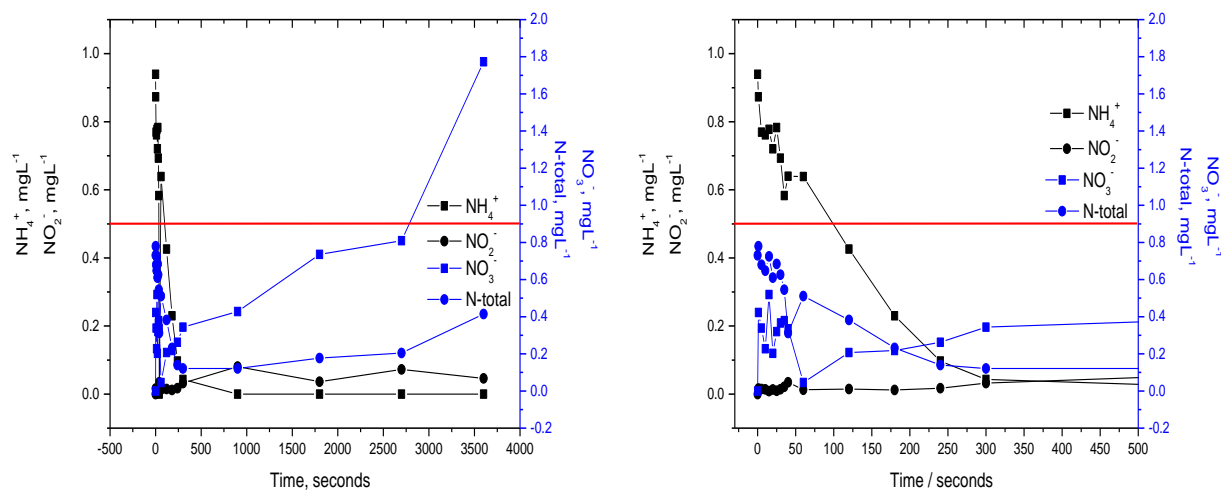 NH₄⁺, mgL⁻¹
NO₂⁻, mgL⁻¹
1.0
0.8
0.6
0.4
0.2
0.0
-500 0 500 1000 1500 2000 2500 3000 3500 4000
Time, seconds
NH₄⁺
NO₂⁻
NO₃⁻
N-total
2.0
1.8
1.6
1.4
1.2
1.0
0.8
0.6
0.4
0.2
0.0
-0.2
NO₃⁻, mgL⁻¹
N-total, mgL⁻¹
NH₄⁺, mgL⁻¹
NO₂⁻, mgL⁻¹
1.0
0.8
0.6
0.4
0.2
0.0
0 50 100 150 200 250 300 350 400 450 500
Time / seconds
NH₄⁺
NO₂⁻
NO₃⁻
N-total
2.0
1.8
1.6
1.4
1.2
1.0
0.8
0.6
0.4
0.2
0.0
-0.2
NO₃⁻, mgL⁻¹
N-total, mgL⁻¹